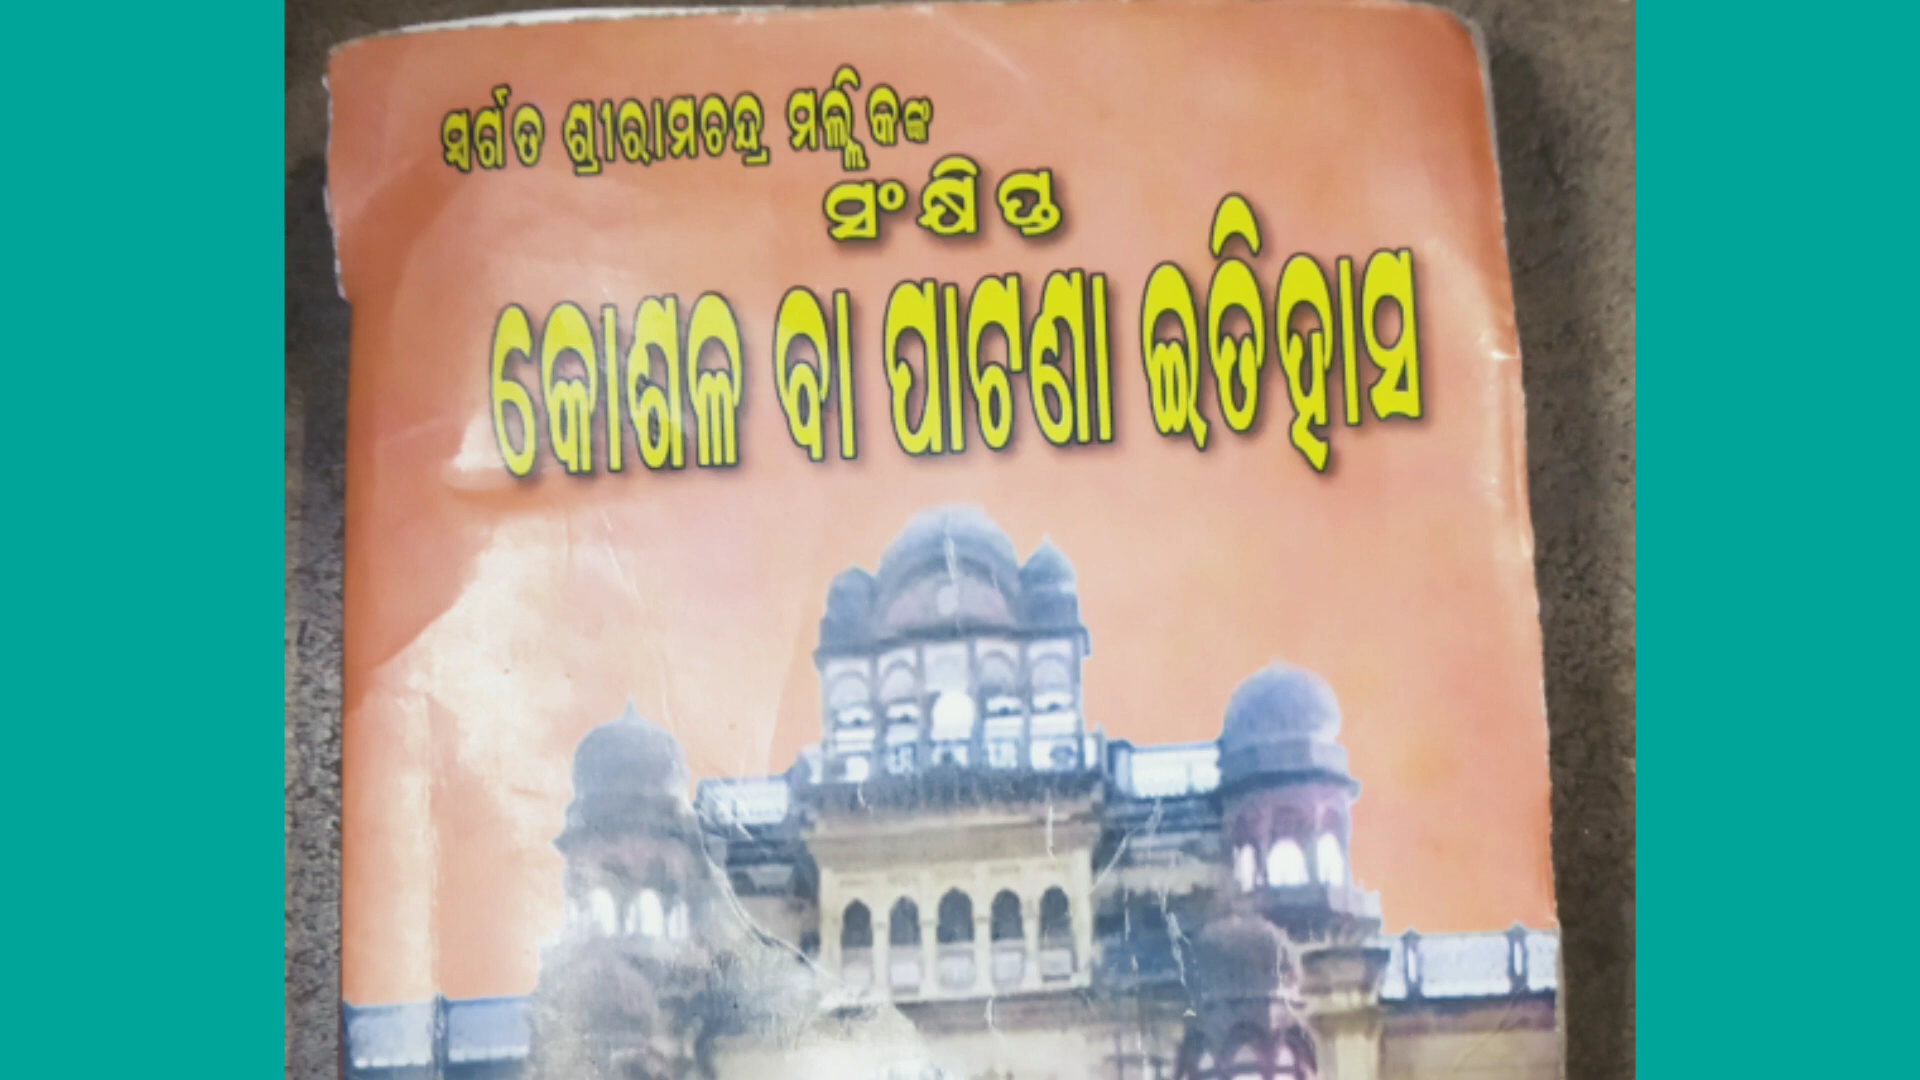 ସ୍ୱର୍ଗତ ଶ୍ରୀରାମଚନ୍ଦ୍ର ମଲ୍ଲିକଙ୍କ
ସଂକ୍ଷିପ୍ତ
କୋଶଳ ବା ପାଟଣା ଇତିହାସ